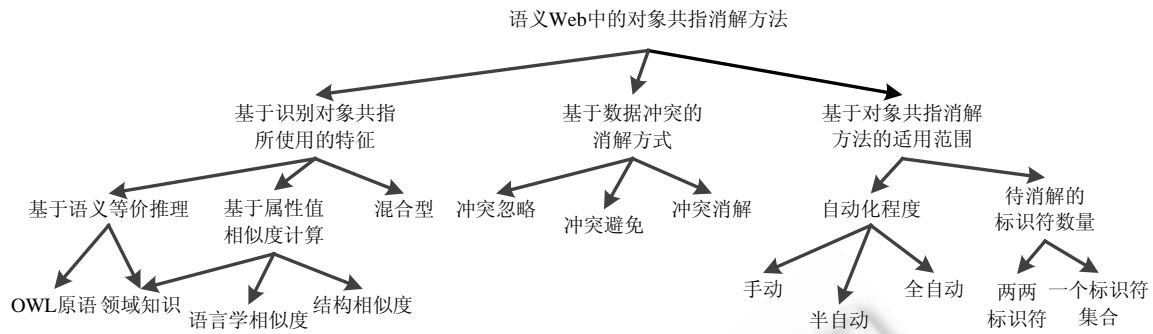 语义Web中的对象共指消解方法
基于识别对象共指
所使用的特征
基于数据冲突的
消解方式
基于对象共指消解
方法的适用范围
基于语义等价推理
基于属性值
相似度计算
混合型
冲突忽略
冲突避免
冲突消解
自动化程度
待消解的
标识符数量
OWL原语
领域知识
语言学相似度
结构相似度
手动
半自动
全自动
两两
标识符
一个标识符
集合